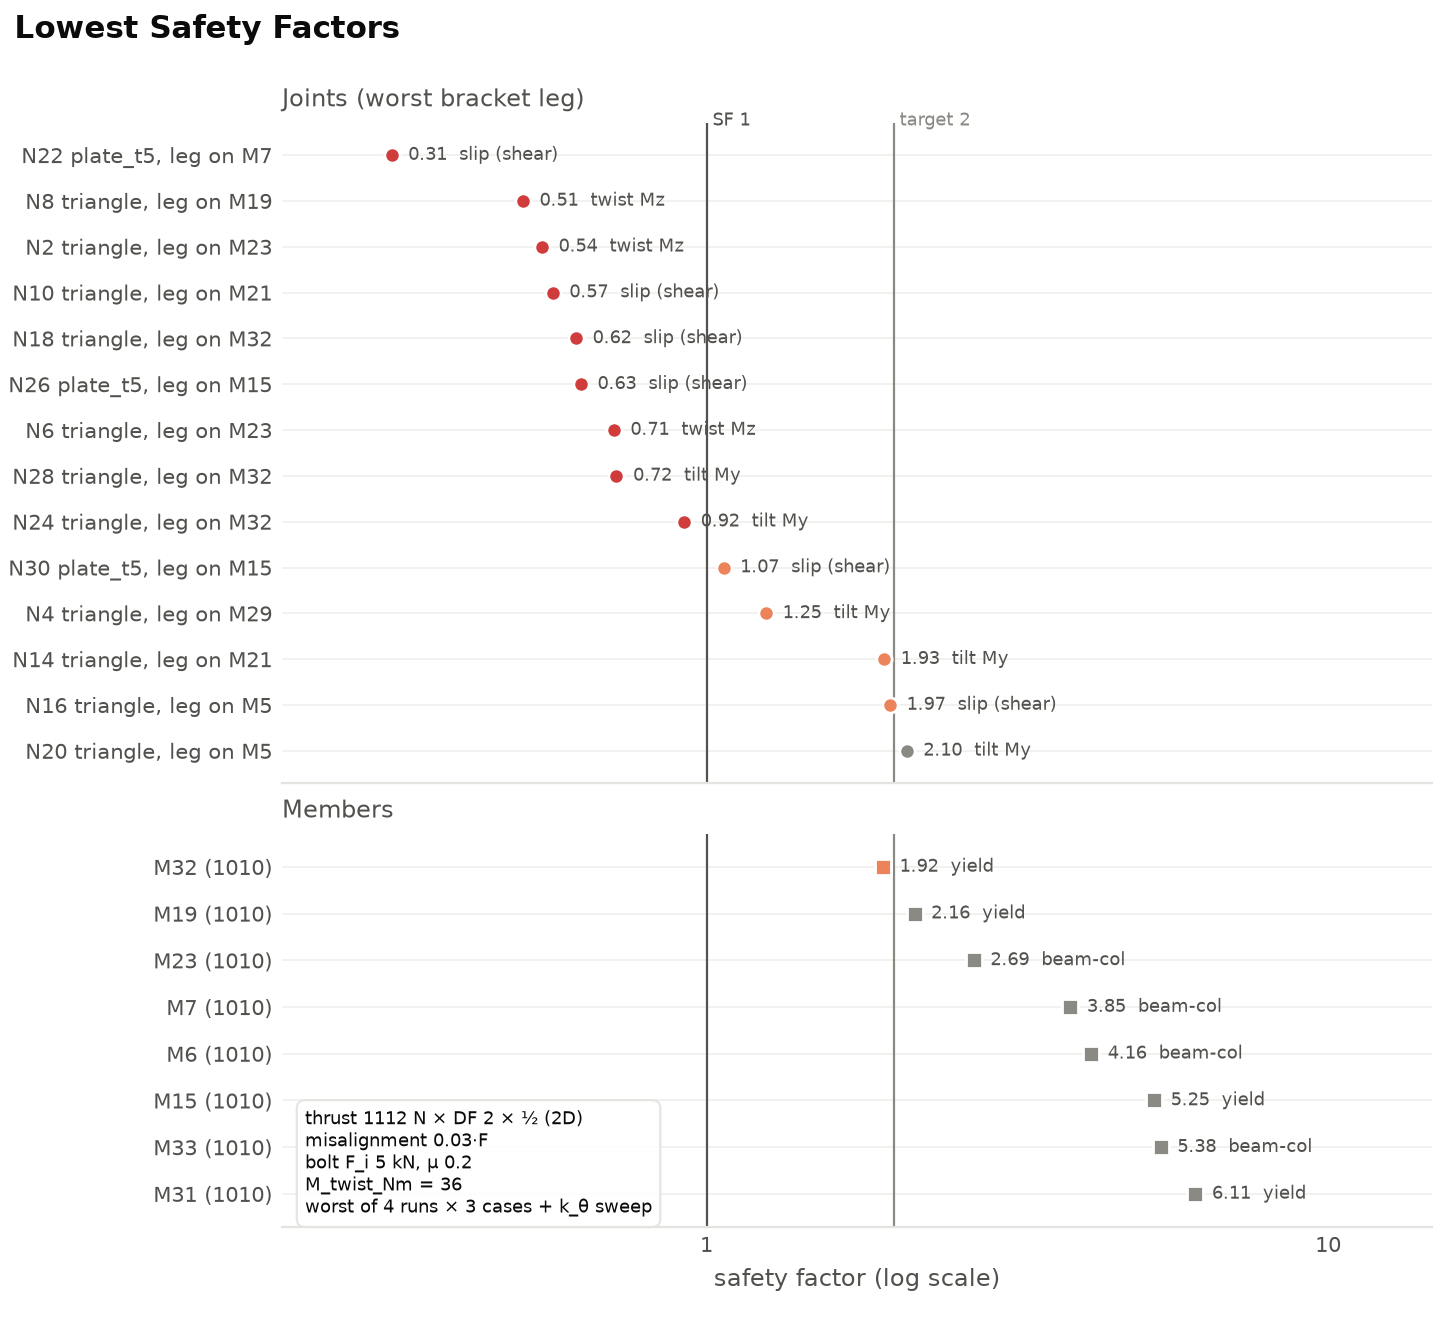 Lowest Safety Factors
Joints (worst bracket leg)
SF 1
target 2
N22 plate_t5, leg on M7
0.31 slip (shear)
N8 triangle, leg on M19
0.51 twist Mz
N2 triangle, leg on M23
0.54 twist Mz
N10 triangle, leg on M21
0.57 slip (shear)
N18 triangle, leg on M32
0.62 slip (shear)
N26 plate_t5, leg on M15
0.63 slip (shear)
N6 triangle, leg on M23
0.71 twist Mz
N28 triangle, leg on M32
0.72 tilt My
N24 triangle, leg on M32
0.92 tilt My
N30 plate_t5, leg on M15
1.07 slip (shear)
N4 triangle, leg on M29
1.25 tilt My
N14 triangle, leg on M21
1.93 tilt My
N16 triangle, leg on M5
1.97 slip (shear)
N20 triangle, leg on M5
2.10 tilt My
Members
M32 (1010)
1.92 yield
M19 (1010)
2.16 yield
M23 (1010)
2.69 beam-col
M7 (1010)
3.85 beam-col
M6 (1010)
4.16 beam-col
M15 (1010)
5.25 yield
M33 (1010)
5.38 beam-col
M31 (1010)
6.11 yield
thrust 1112 N × DF 2 × ½ (2D)
misalignment 0.03·F
bolt F_i 5 kN, µ 0.2
M_twist_Nm = 36
worst of 4 runs × 3 cases + k_θ sweep
1
10
safety factor (log scale)